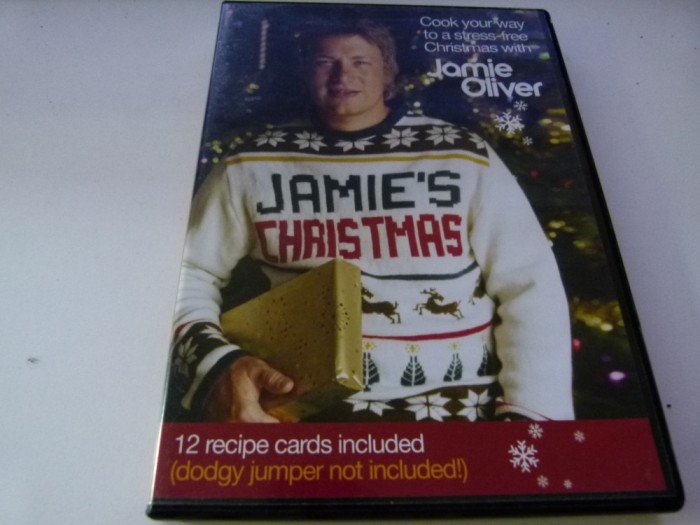 Cook your way
to a stress-free
Christmas with
Jamie
Oliver
JAMIE'S
CHRISTMAS
12 recipe cards included
(dodgy jumper not included!)